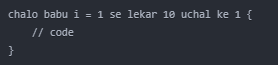 chalo babu i = 1 se lekar 10 uchal ke 1 {
    // code
}